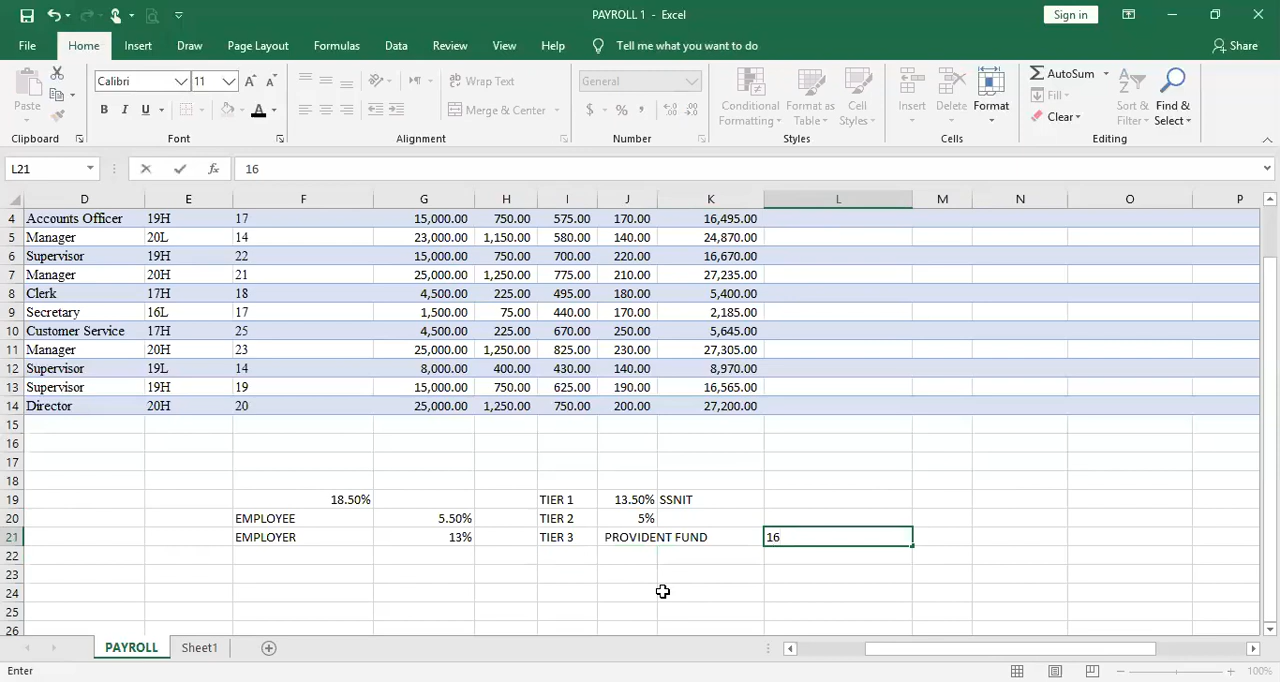 PAYROLL 1 - Excel
Sign in
File Home Insert Draw Page Layout Formulas Data Review View Help Tell me what you want to do Share
Paste
Calibri 11
B I U A
Wrap Text
Merge & Center
General
$ % ,
Conditional Formatting
Format as Table
Cell Styles
Insert Delete Format
AutoSum
Fill
Clear
Sort & Filter
Find & Select
Clipboard Font Alignment Number Styles Cells Editing
L21 fx 16
D E F G H I J K L M N O P
4 Accounts Officer 19H 17 15,000.00 750.00 575.00 170.00 16,495.00
5 Manager 20L 14 23,000.00 1,150.00 580.00 140.00 24,870.00
6 Supervisor 19H 22 15,000.00 750.00 700.00 220.00 16,670.00
7 Manager 20H 21 25,000.00 1,250.00 775.00 210.00 27,235.00
8 Clerk 17H 18 4,500.00 225.00 495.00 180.00 5,400.00
9 Secretary 16L 17 1,500.00 75.00 440.00 170.00 2,185.00
10 Customer Service 17H 25 4,500.00 225.00 670.00 250.00 5,645.00
11 Manager 20H 23 25,000.00 1,250.00 825.00 230.00 27,305.00
12 Supervisor 19L 14 8,000.00 400.00 430.00 140.00 8,970.00
13 Supervisor 19H 19 15,000.00 750.00 625.00 190.00 16,565.00
14 Director 20H 20 25,000.00 1,250.00 750.00 200.00 27,200.00
15
16
17
18
19 18.50% TIER 1 13.50% SSNIT
20 EMPLOYEE 5.50% TIER 2 5%
21 EMPLOYER 13% TIER 3 PROVIDENT FUND 16
22
23
24
25
26
PAYROLL Sheet1
Enter 100%